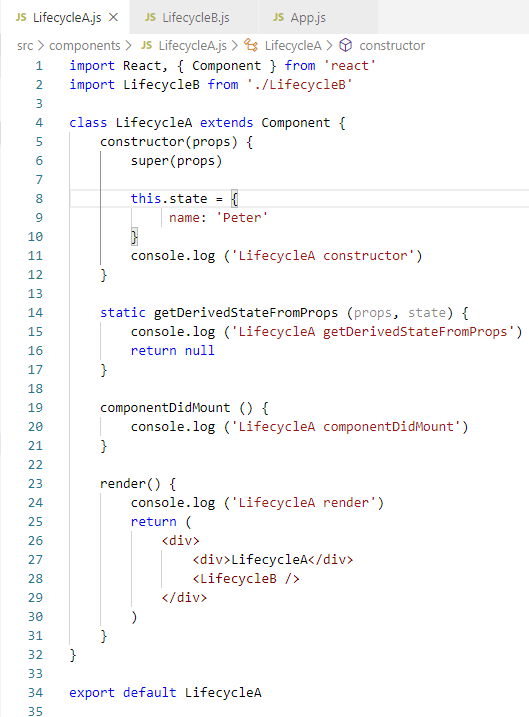 JS LifecycleA.js × JS LifecycleB.js JS App.js
src > components > JS LifecycleA.js > LifecycleA > constructor
1 import React, { Component } from 'react'
2 import LifecycleB from './LifecycleB'
3
4 class LifecycleA extends Component {
5     constructor(props) {
6         super(props)
7
8         this.state = {
9              name: 'Peter'
10         }
11         console.log ('LifecycleA constructor')
12     }
13
14     static getDerivedStateFromProps (props, state) {
15         console.log ('LifecycleA getDerivedStateFromProps')
16         return null
17     }
18
19     componentDidMount () {
20         console.log ('LifecycleA componentDidMount')
21     }
22
23     render() {
24         console.log ('LifecycleA render')
25         return (
26             <div>
27                 <div>LifecycleA</div>
28                 <LifecycleB />
29             </div>
30         )
31     }
32 }
33
34 export default LifecycleA
35